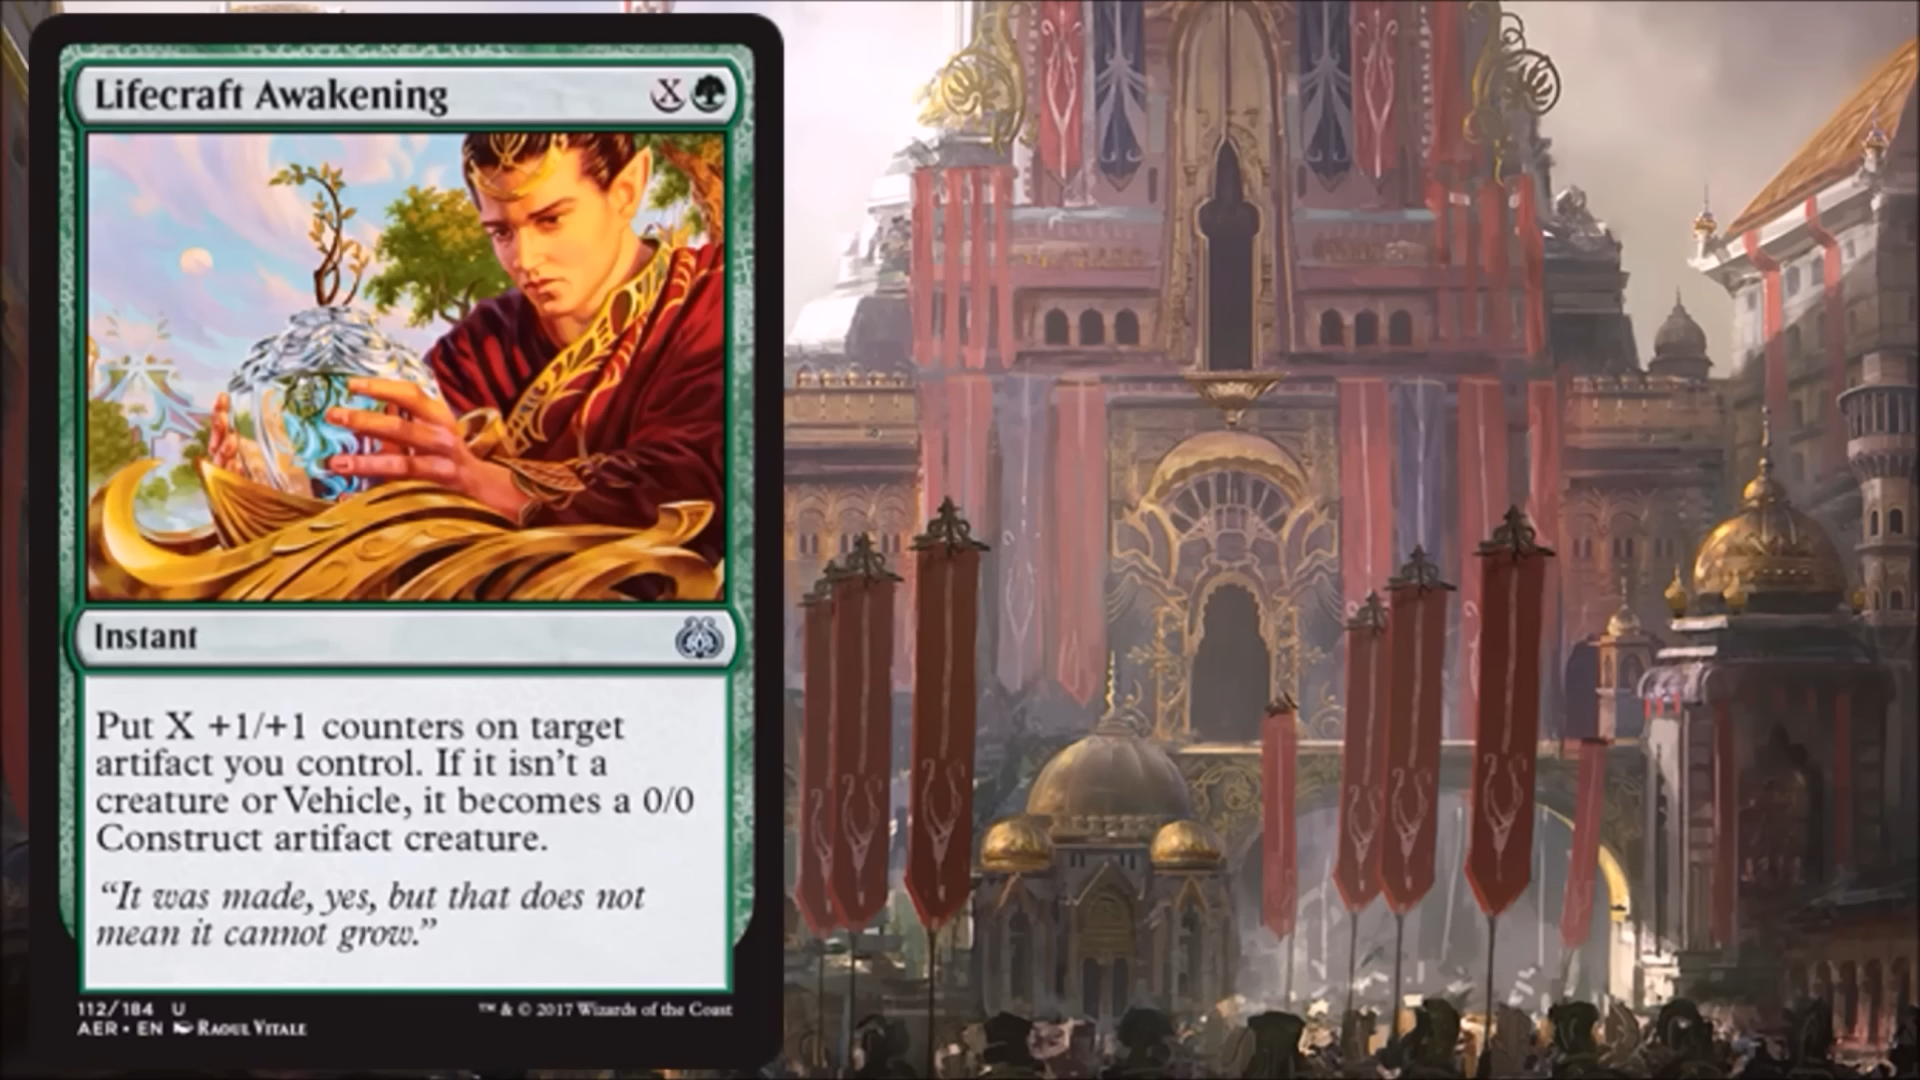 Lifecraft Awakening X
Instant
Put X +1/+1 counters on target
artifact you control. If it isn't a
creature or Vehicle, it becomes a 0/0
Construct artifact creature.
“It was made, yes, but that does not
mean it cannot grow.”
112/184 U
™ & © 2017 Wizards of the Coast
AER • EN Raoul Vitale